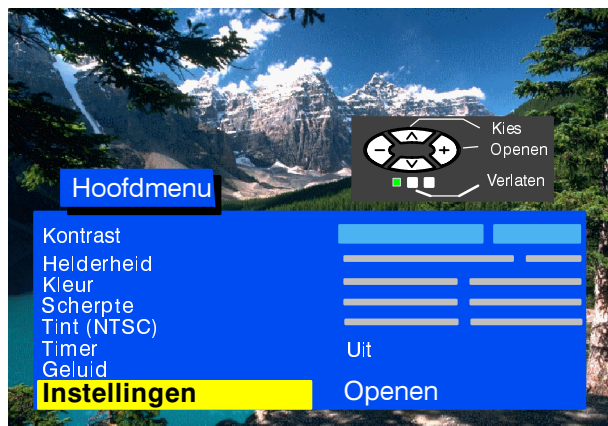 Kies
Openen
Verlaten
Hoofdmenu
Kontrast
Helderheid
Kleur
Scherpte
Tint (NTSC)
Timer Uit
Geluid
Instellingen Openen